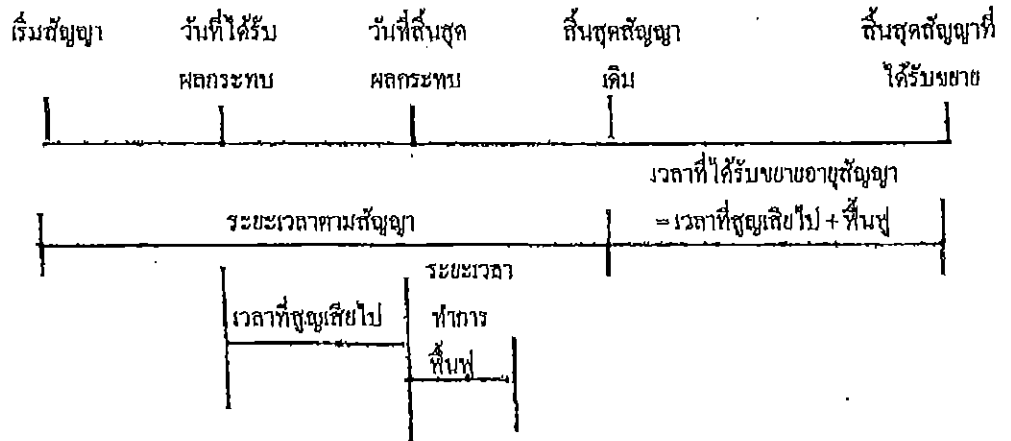 เริ่มสัญญา วันที่ได้รับ วันที่สิ้นสุด สิ้นสุดสัญญา สิ้นสุดสัญญาที่
ผลกระทบ ผลกระทบ เดิม ได้รับขยาย
เวลาที่ได้รับขยายอายุสัญญา
ระยะเวลาตามสัญญา =เวลาที่สูญเสียไป + ฟื้นฟู
ระยะเวลา
เวลาที่สูญเสียไป ทำการ
ฟื้นฟู